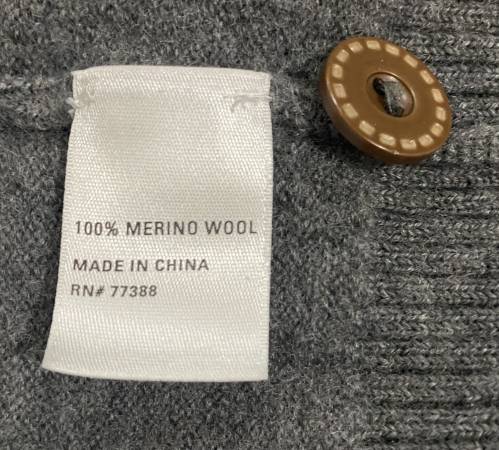 100% MERINO WOOL
MADE IN CHINA
RN# 77388